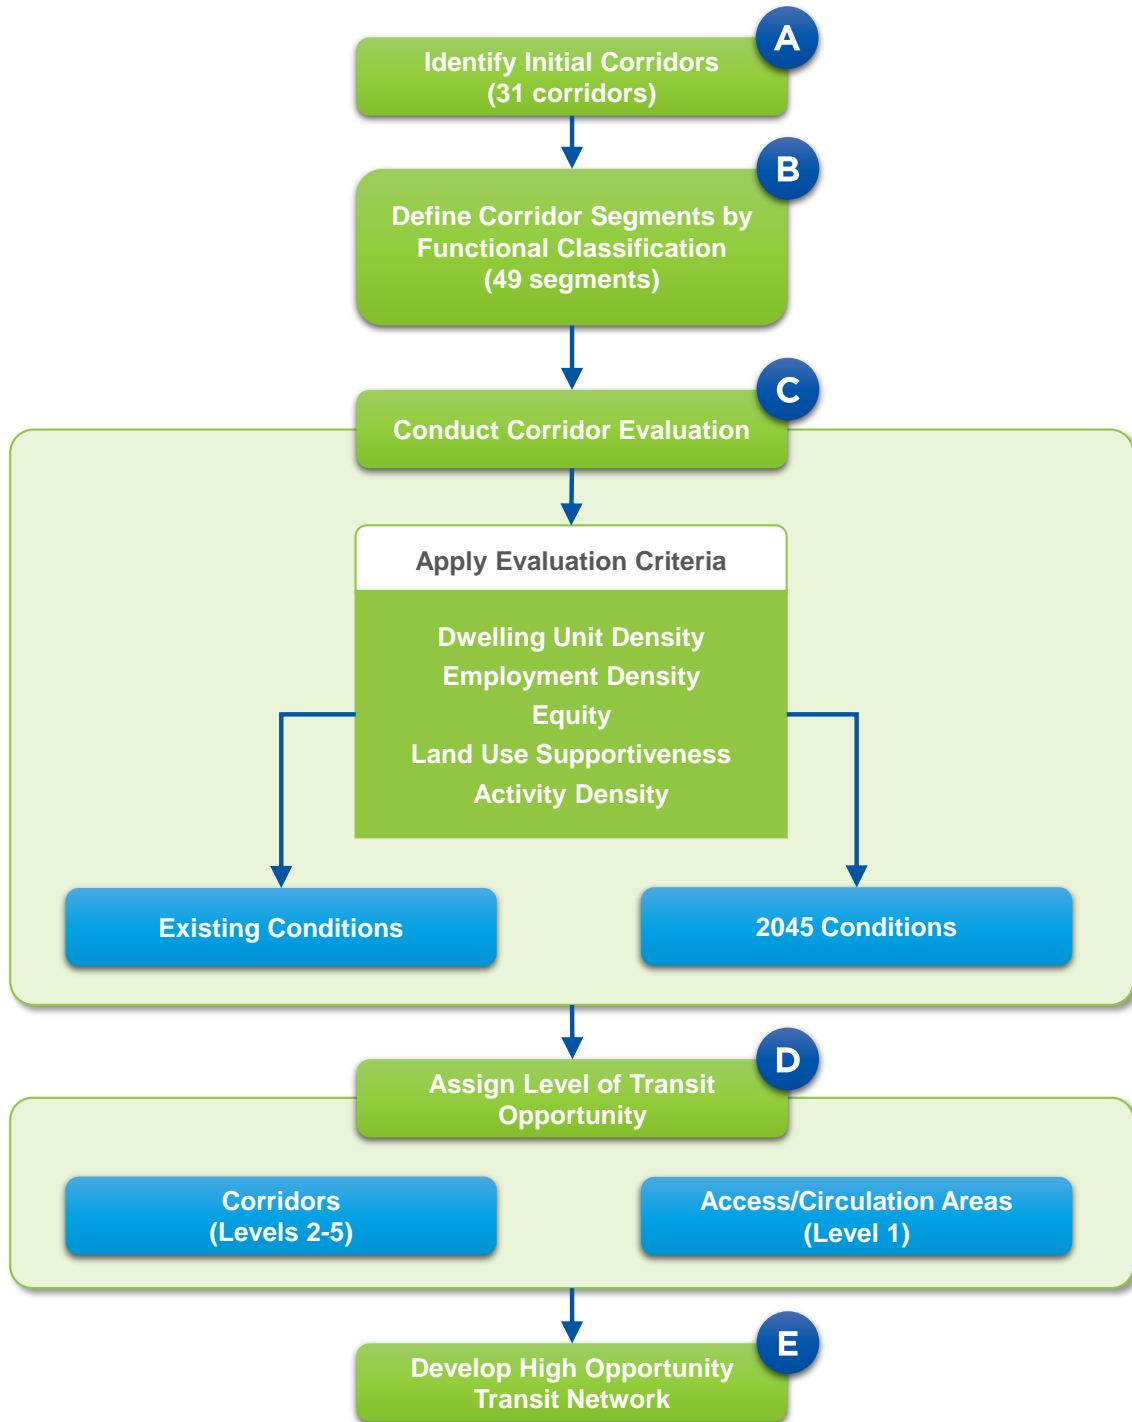 A
Identify Initial Corridors
(31 corridors)
B
Define Corridor Segments by
Functional Classification
(49 segments)
C
Conduct Corridor Evaluation
Apply Evaluation Criteria
Dwelling Unit Density
Employment Density
Equity
Land Use Supportiveness
Activity Density
Existing Conditions
2045 Conditions
D
Assign Level of Transit
Opportunity
Corridors
(Levels 2-5)
Access/Circulation Areas
(Level 1)
E
Develop High Opportunity
Transit Network